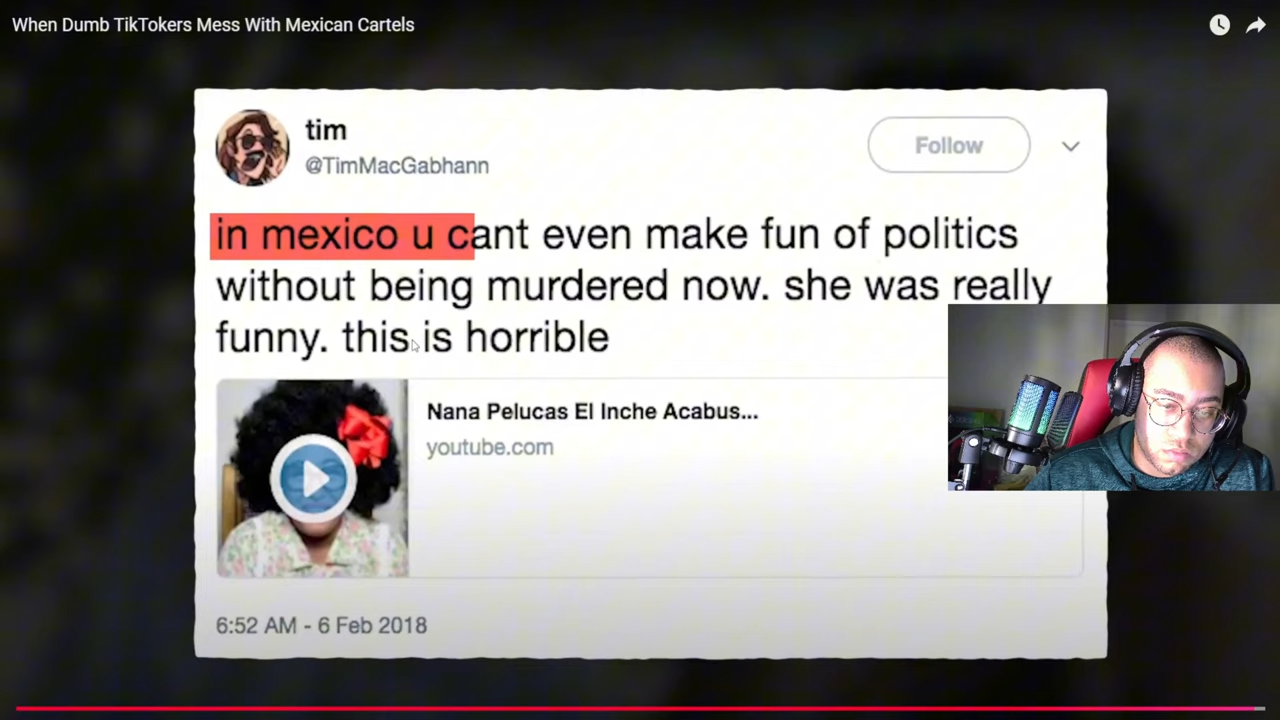 When Dumb TikTokers Mess With Mexican Cartels
tim
@TimMacGabhann
Follow
in mexico u cant even make fun of politics
without being murdered now. she was really
funny. this is horrible
Nana Pelucas El Inche Acabus...
youtube.com
6:52 AM - 6 Feb 2018